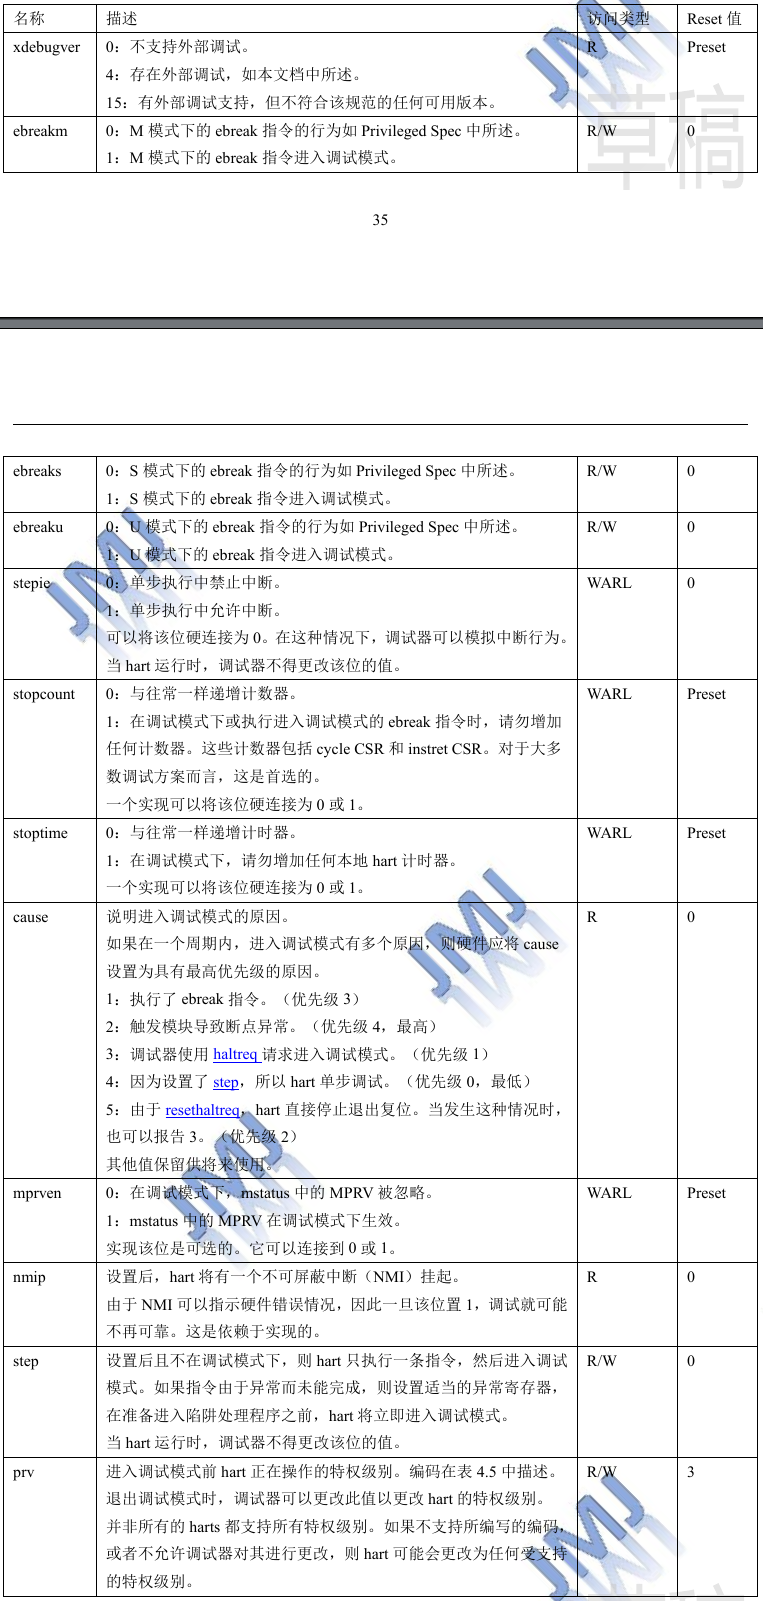 名称 描述 访问类型 Reset 值
xdebugver 0：不支持外部调试。 R Preset
4：存在外部调试，如本文档中所述。
15：有外部调试支持，但不符合该规范的任何可用版本。
ebreakm 0：M 模式下的 ebreak 指令的行为如 Privileged Spec 中所述。 R/W 0
1：M 模式下的 ebreak 指令进入调试模式。
草稿
35
ebreaks 0：S 模式下的 ebreak 指令的行为如 Privileged Spec 中所述。 R/W 0
1：S 模式下的 ebreak 指令进入调试模式。
ebreaku 0：U 模式下的 ebreak 指令的行为如 Privileged Spec 中所述。 R/W 0
1：U 模式下的 ebreak 指令进入调试模式。
stepie 0：单步执行中禁止中断。 WARL 0
1：单步执行中允许中断。
可以将该位硬连接为 0。在这种情况下，调试器可以模拟中断行为。
当 hart 运行时，调试器不得更改该位的值。
stopcount 0：与往常一样递增计数器。 WARL Preset
1：在调试模式下或执行进入调试模式的 ebreak 指令时，请勿增加
任何计数器。这些计数器包括 cycle CSR 和 instret CSR。对于大多
数调试方案而言，这是首选的。
一个实现可以将该位硬连接为 0 或 1。
stoptime 0：与往常一样递增计时器。 WARL Preset
1：在调试模式下，请勿增加任何本地 hart 计时器。
一个实现可以将该位硬连接为 0 或 1。
cause 说明进入调试模式的原因。 R 0
如果在一个周期内，进入调试模式有多个原因，则硬件应将 cause
设置为具有最高优先级的原因。
1：执行了 ebreak 指令。（优先级 3）
2：触发模块导致断点异常。（优先级 4，最高）
3：调试器使用 haltreq 请求进入调试模式。（优先级 1）
4：因为设置了 step，所以 hart 单步调试。（优先级 0，最低）
5：由于 resethaltreq，hart 直接停止退出复位。当发生这种情况时，
也可以报告 3。（优先级 2）
其他值保留供将来使用。
mprven 0：在调试模式下，mstatus 中的 MPRV 被忽略。 WARL Preset
1：mstatus 中的 MPRV 在调试模式下生效。
实现该位是可选的。它可以连接到 0 或 1。
nmip 设置后，hart 将有一个不可屏蔽中断（NMI）挂起。 R 0
由于 NMI 可以指示硬件错误情况，因此一旦该位置 1，调试就可能
不再可靠。这是依赖于实现的。
step 设置后且不在调试模式下，则 hart 只执行一条指令，然后进入调试 R/W 0
模式。如果指令由于异常而未能完成，则设置适当的异常寄存器，
在准备进入陷阱处理程序之前，hart 将立即进入调试模式。
当 hart 运行时，调试器不得更改该位的值。
prv 进入调试模式前 hart 正在操作的特权级别。编码在表 4.5 中描述。 R/W 3
退出调试模式时，调试器可以更改此值以更改 hart 的特权级别。
并非所有的 harts 都支持所有特权级别。如果不支持所编写的编码，
或者不允许调试器对其进行更改，则 hart 可能会更改为任何受支持
的特权级别。
JMJ
JMJ
JMJ
JMJ
JMJ